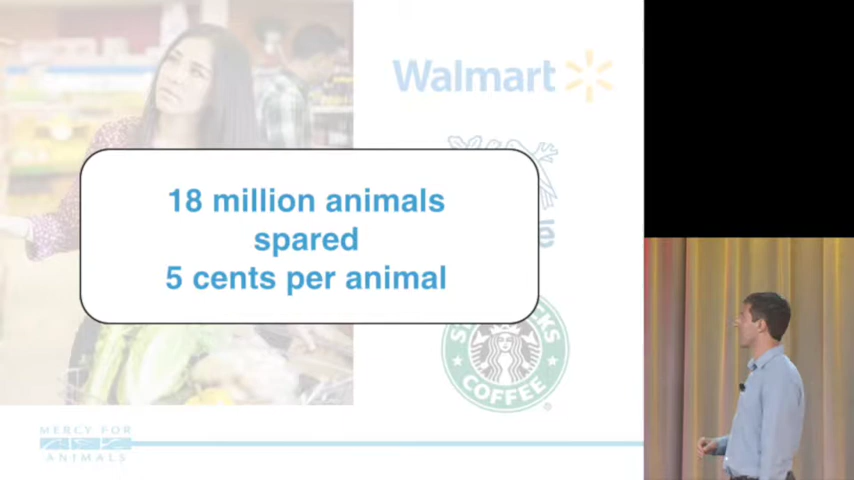 Walmart
18 million animals
spared
5 cents per animal
COFFEE
MERCY FOR
ANIMALS